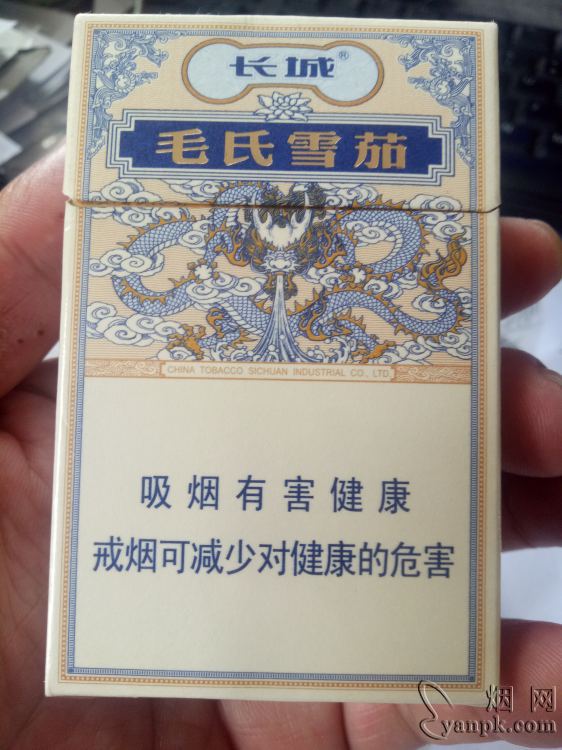 长城®
毛氏雪茄
CHINA TOBACCO SICHUAN INDUSTRIAL CO., LTD
吸烟有害健康
戒烟可减少对健康的危害
烟网
yanpk.com